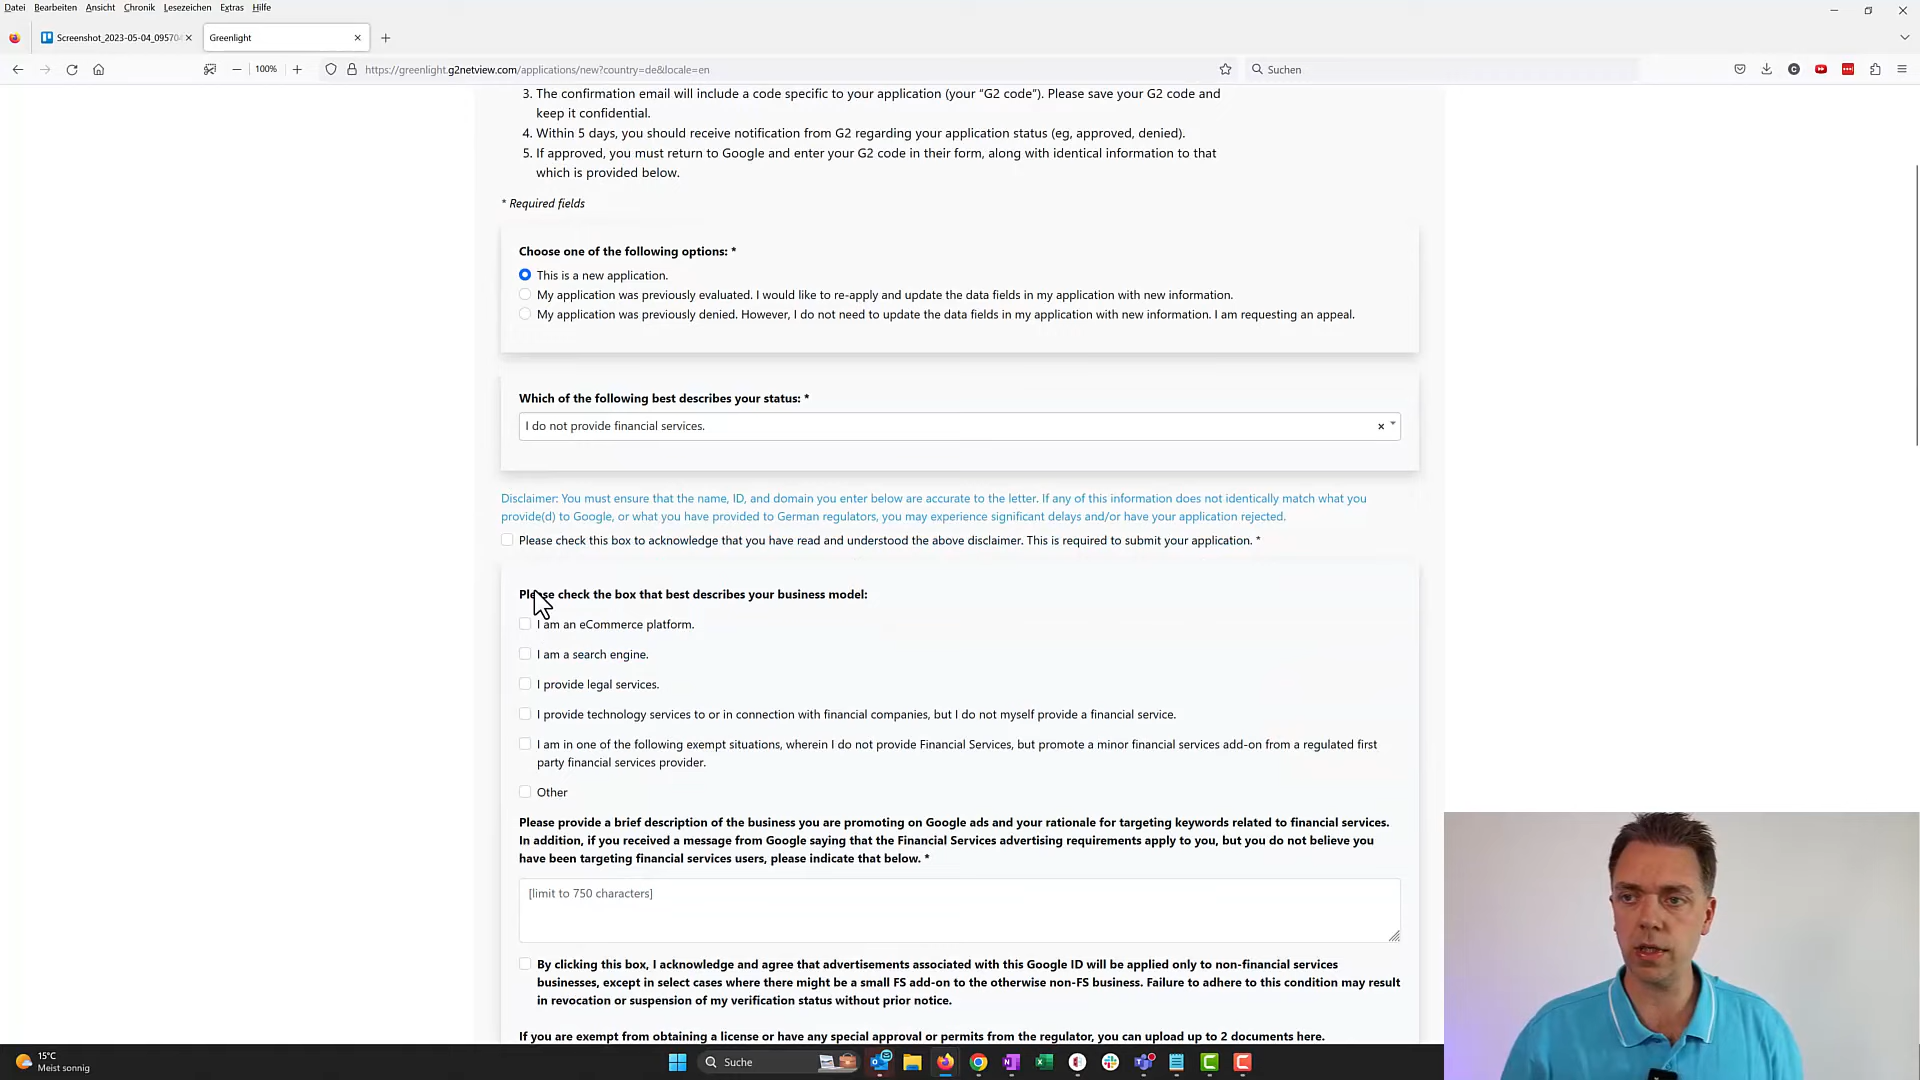 Datei Bearbeiten Ansicht Chronik Lesezeichen Extras Hilfe
Screenshot_2023-05-04_09570
Greenlight
100%
https://greenlight.g2netview.com/applications/new?country=de&locale=en
Suchen
3. The confirmation email will include a code specific to your application (your “G2 code”). Please save your G2 code and
keep it confidential.
4. Within 5 days, you should receive notification from G2 regarding your application status (eg, approved, denied).
5. If approved, you must return to Google and enter your G2 code in their form, along with identical information to that
which is provided below.
* Required fields
Choose one of the following options: *
This is a new application.
My application was previously evaluated. I would like to re-apply and update the data fields in my application with new information.
My application was previously denied. However, I do not need to update the data fields in my application with new information. I am requesting an appeal.
Which of the following best describes your status: *
I do not provide financial services.
Disclaimer: You must ensure that the name, ID, and domain you enter below are accurate to the letter. If any of this information does not identically match what you
provide(d) to Google, or what you have provided to German regulators, you may experience significant delays and/or have your application rejected.
Please check this box to acknowledge that you have read and understood the above disclaimer. This is required to submit your application. *
Please check the box that best describes your business model:
I am an eCommerce platform.
I am a search engine.
I provide legal services.
I provide technology services to or in connection with financial companies, but I do not myself provide a financial service.
I am in one of the following exempt situations, wherein I do not provide Financial Services, but promote a minor financial services add-on from a regulated first
party financial services provider.
Other
Please provide a brief description of the business you are promoting on Google ads and your rationale for targeting keywords related to financial services.
In addition, if you received a message from Google saying that the Financial Services advertising requirements apply to you, but you do not believe you
have been targeting financial services users, please indicate that below. *
[limit to 750 characters]
By clicking this box, I acknowledge and agree that advertisements associated with this Google ID will be applied only to non-financial services
businesses, except in select cases where there might be a small FS add-on to the otherwise non-FS business. Failure to adhere to this condition may result
in revocation or suspension of my verification status without prior notice.
If you are exempt from obtaining a license or have any special approval or permits from the regulator, you can upload up to 2 documents here.
15°C
Meist sonnig
Suche